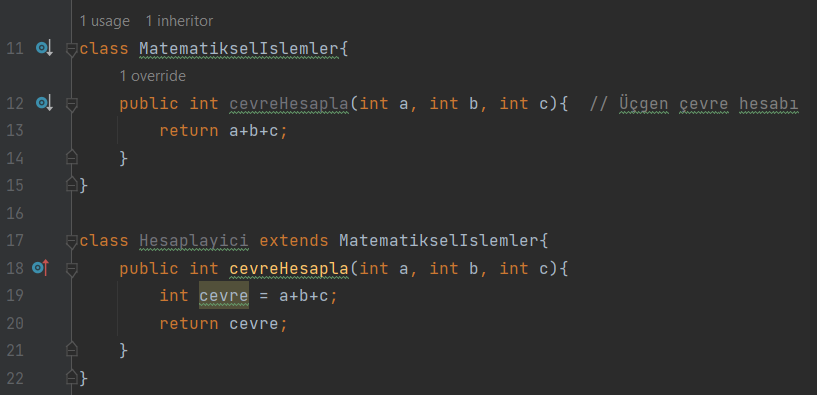 1 usage   1 inheritor
11 class MatematikselIslemler{
1 override
12     public int cevreHesapla(int a, int b, int c){  // Üçgen çevre hesabı
13         return a+b+c;
14     }
15 }
16
17 class Hesaplayici extends MatematikselIslemler{
18     public int cevreHesapla(int a, int b, int c){
19         int cevre = a+b+c;
20         return cevre;
21     }
22 }